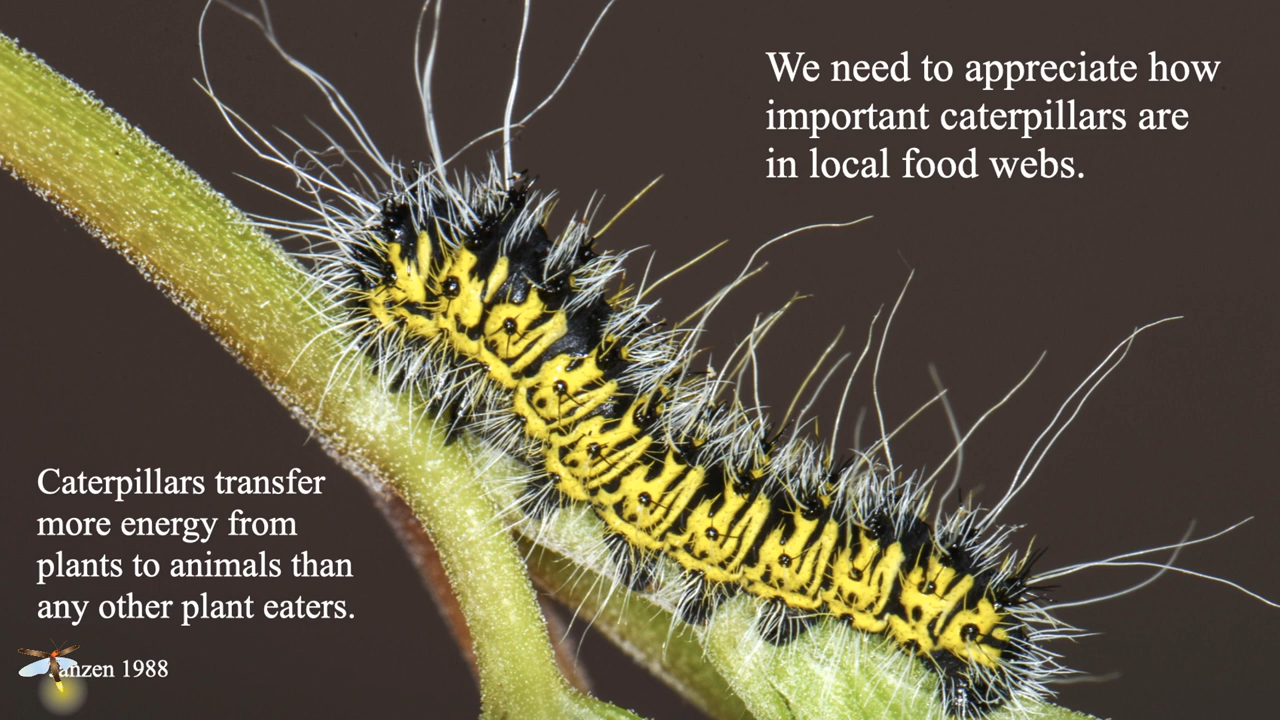 We need to appreciate how
important caterpillars are
in local food webs.
Caterpillars transfer
more energy from
plants to animals than
any other plant eaters.
1988